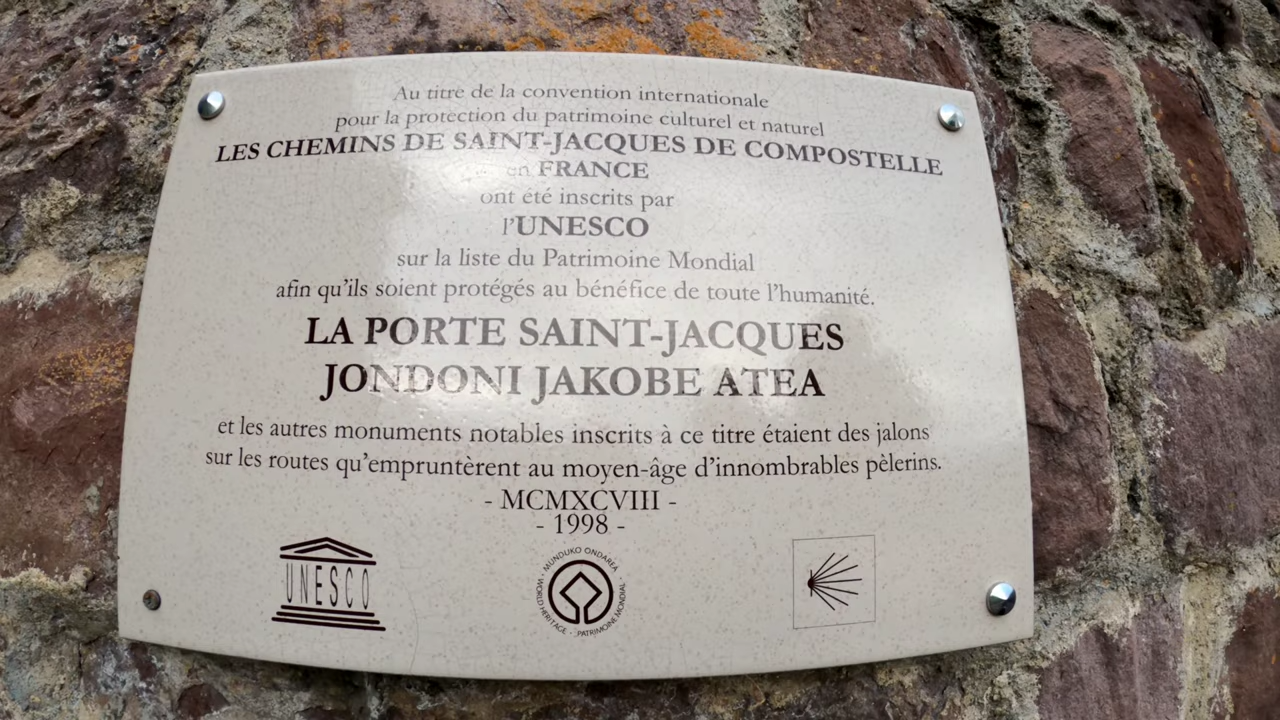 Au titre de la convention internationale
pour la protection du patrimoine culturel et naturel
LES CHEMINS DE SAINT-JACQUES DE COMPOSTELLE
en FRANCE
ont été inscrits par
l'UNESCO
sur la liste du Patrimoine Mondial
afin qu'ils soient protégés au bénéfice de toute l'humanité.
LA PORTE SAINT-JACQUES
JONDONI JAKOBE ATEA
et les autres monuments notables inscrits à ce titre étaient des jalons
sur les routes qu'empruntèrent au moyen-âge d'innombrables pèlerins.
- MCMXCVIII -
- 1998 -
UNESCO
· MUNDUKO ONDAREA · WORLD HERITAGE · PATRIMOINE MONDIAL